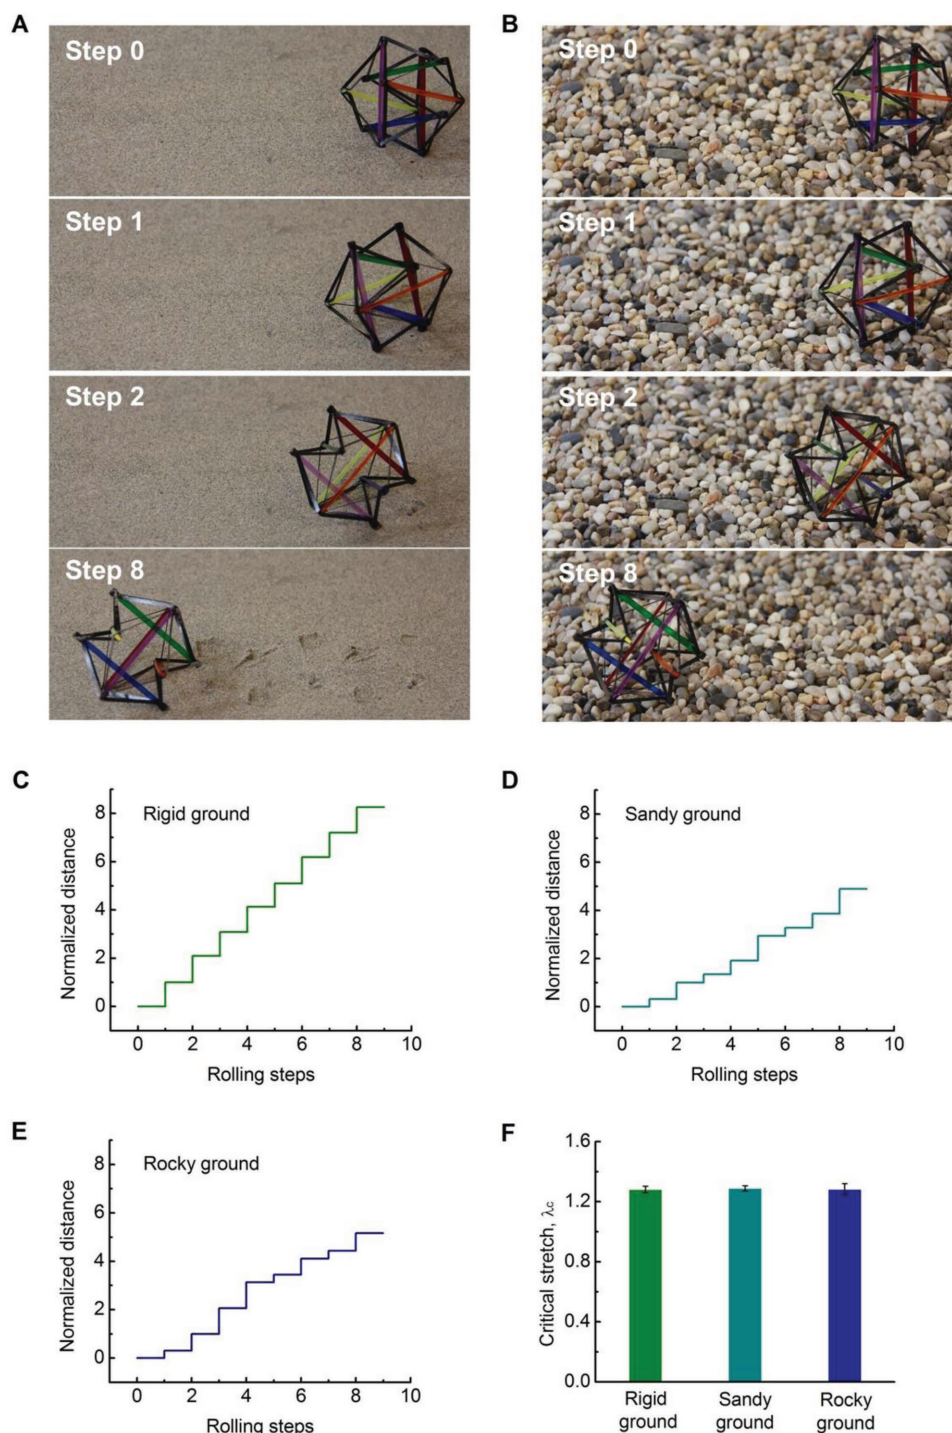 A
B
Step 0
Step 0
Step 1
Step 1
Step 2
Step 2
Step 8
Step 8
C
Rigid ground
Normalized distance
8
6
4
2
0
0 2 4 6 8 10
Rolling steps
D
Sandy ground
Normalized distance
8
6
4
2
0
0 2 4 6 8 10
Rolling steps
E
Rocky ground
Normalized distance
8
6
4
2
0
0 2 4 6 8 10
Rolling steps
F
Critical stretch, λc
1.6
1.2
0.8
0.4
0.0
Rigid
ground
Sandy
ground
Rocky
ground